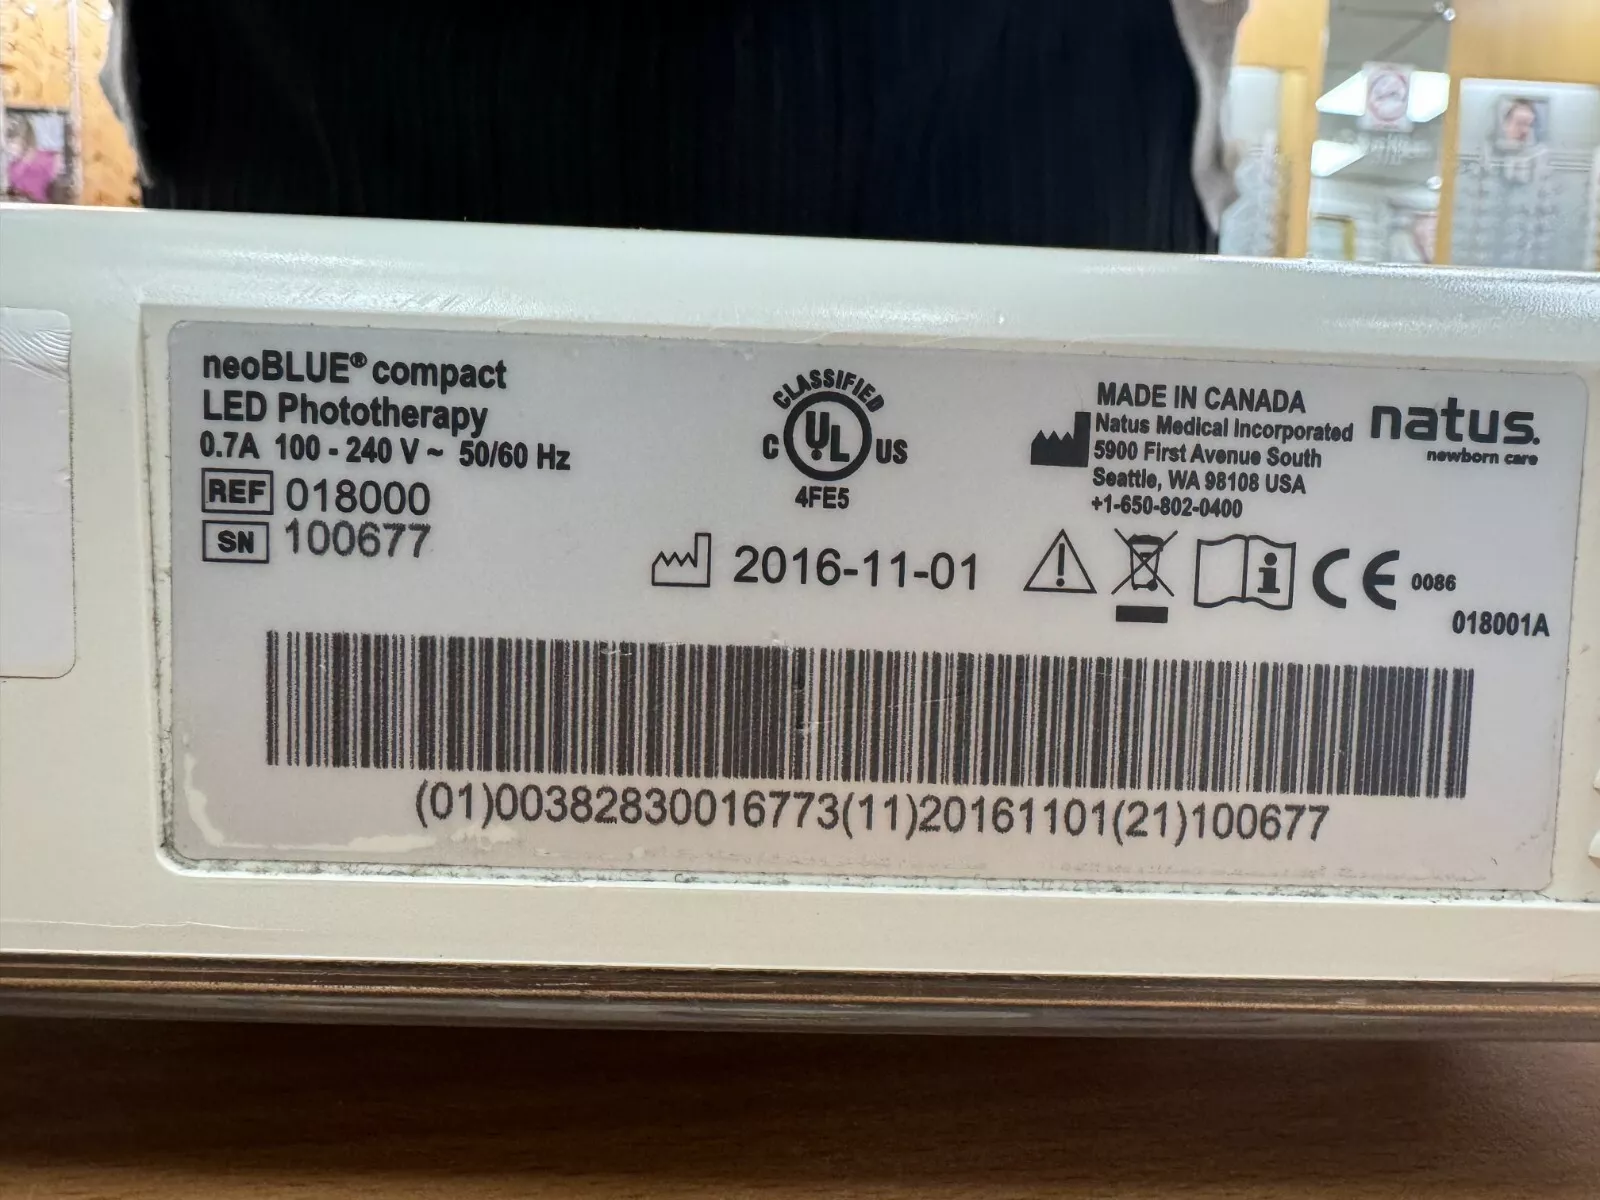 neoBLUE® compact
LED Phototherapy
0.7A 100 - 240 V ~ 50/60 Hz
REF 018000
SN 100677
CLASSIFIED
C UL US
4FE5
2016-11-01
MADE IN CANADA
Natus Medical Incorporated
5900 First Avenue South
Seattle, WA 98108 USA
+1-650-802-0400
natus.
newborn care
CE 0086
018001A
(01)00382830016773(11)20161101(21)100677